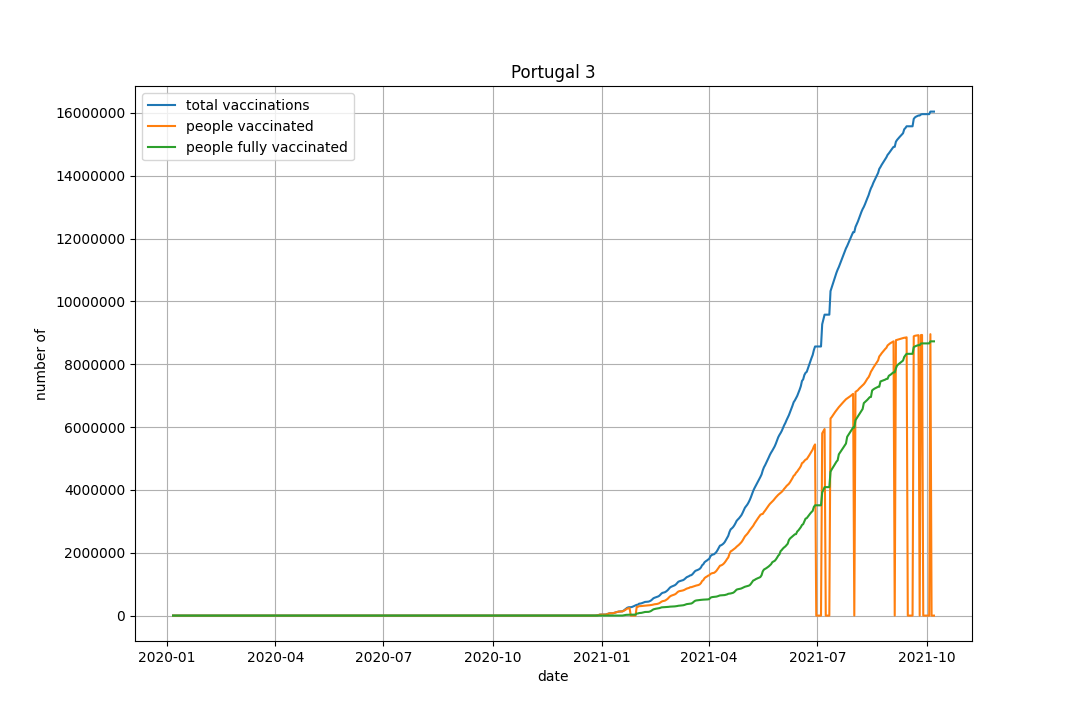 Portugal 3
total vaccinations
people vaccinated
people fully vaccinated
16000000
14000000
12000000
10000000
8000000
6000000
4000000
2000000
0
number of
2020-01 2020-04 2020-07 2020-10 2021-01 2021-04 2021-07 2021-10
date